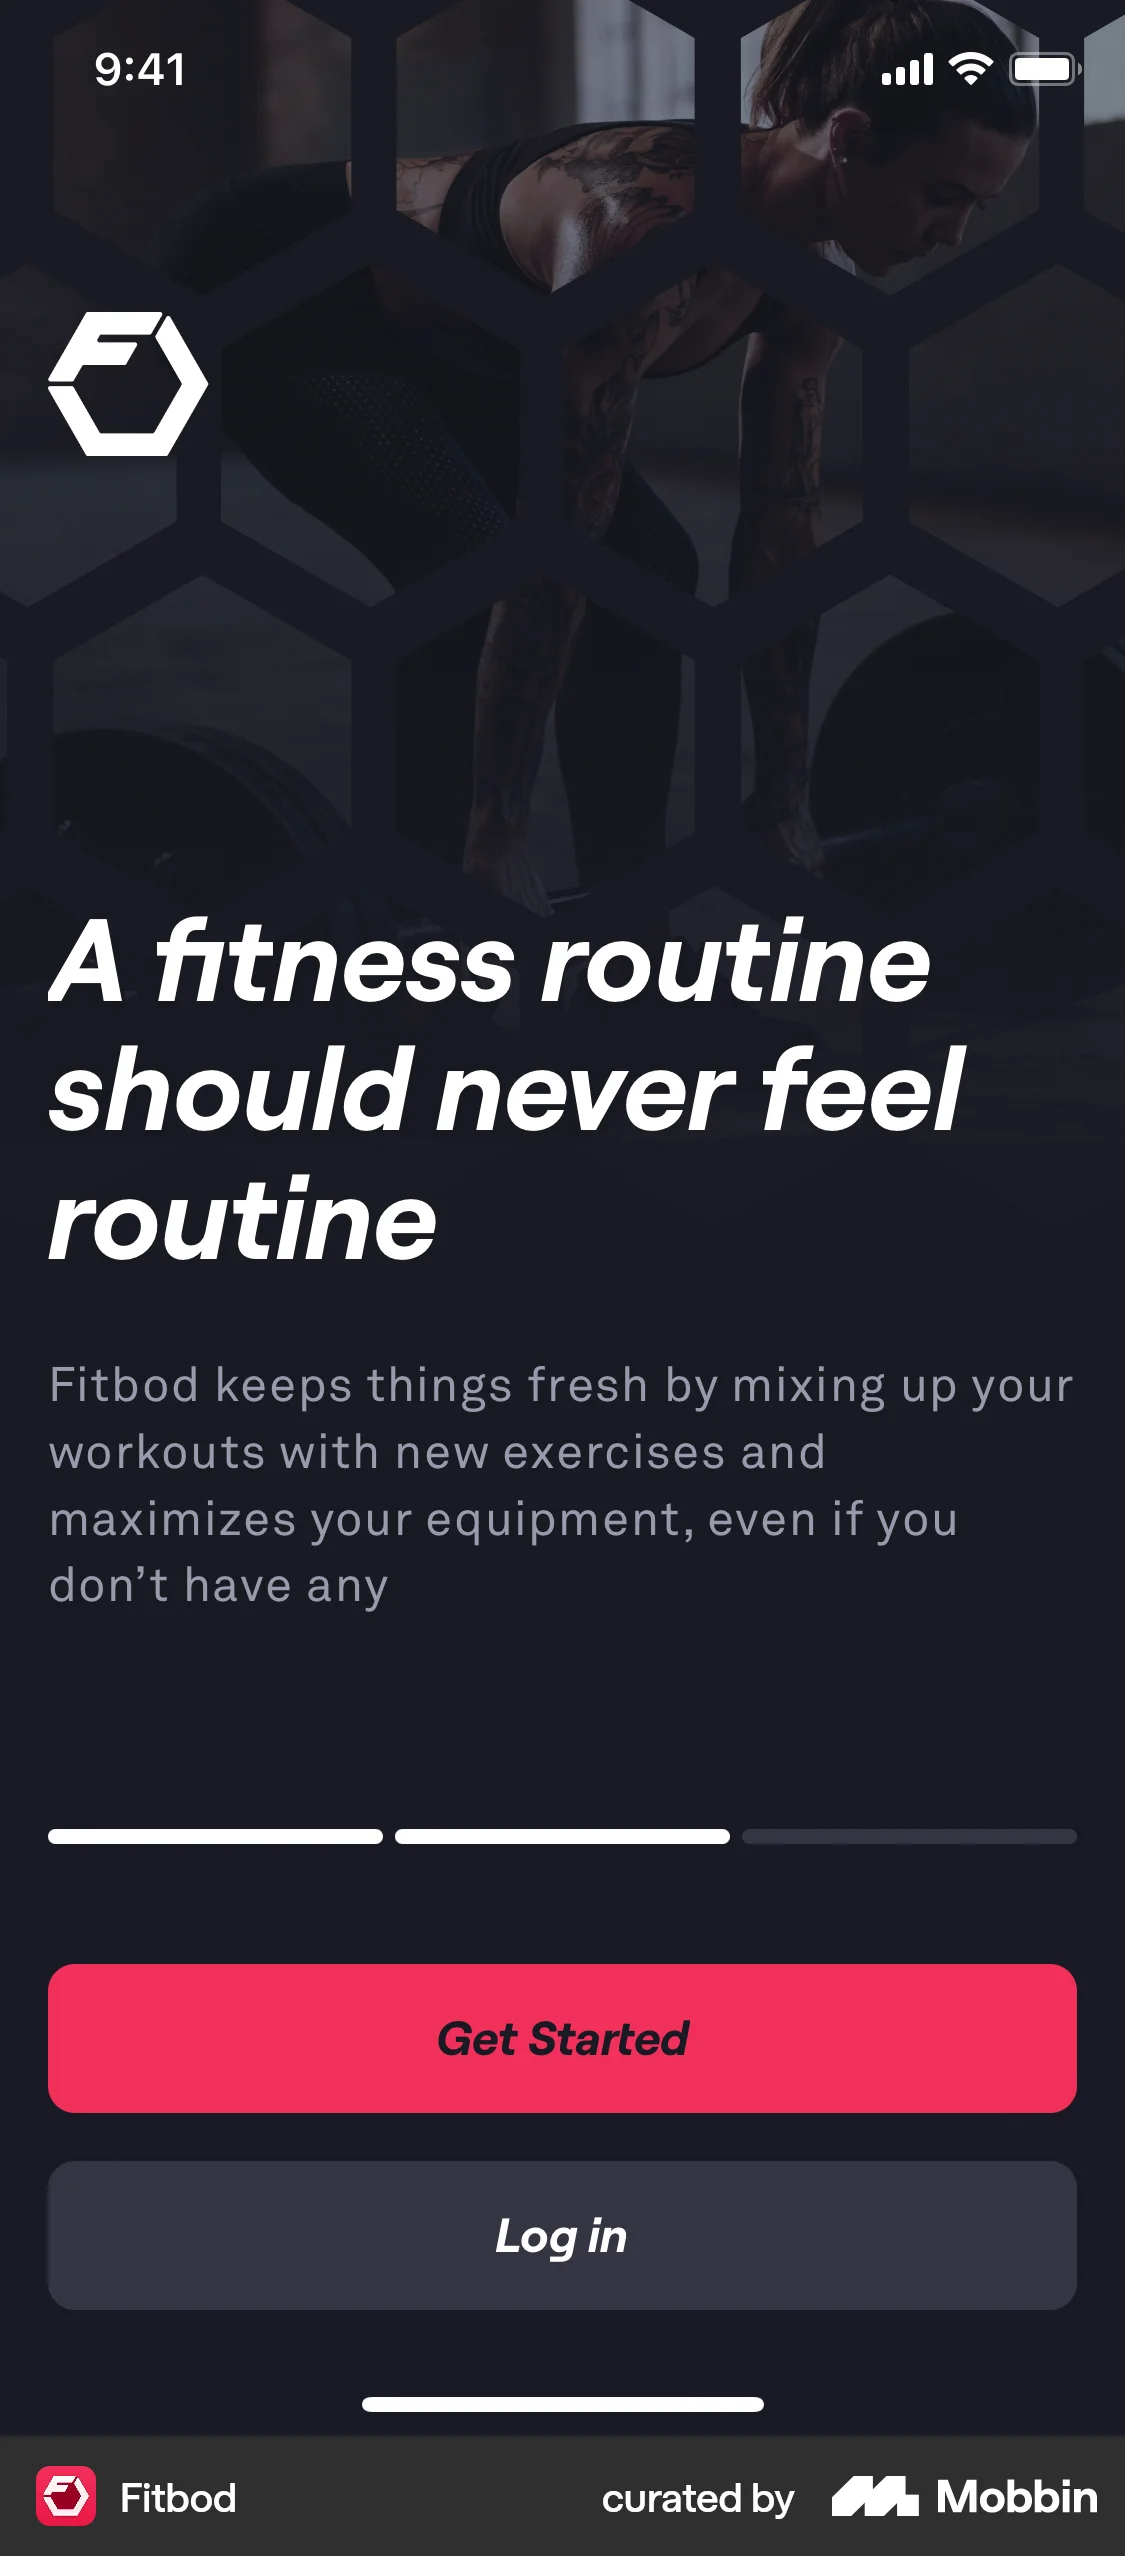 9:41
A fitness routine
should never feel
routine
Fitbod keeps things fresh by mixing up your
workouts with new exercises and
maximizes your equipment, even if you
don’t have any
Get Started
Log in
Fitbod
curated by Mobbin